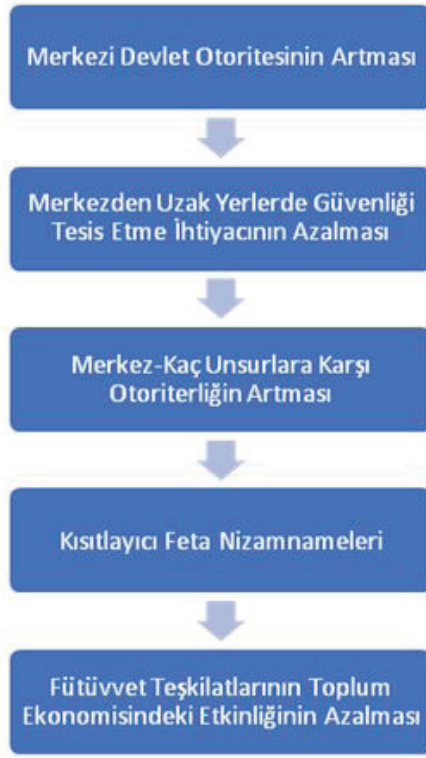 Merkezi Devlet Otoritesinin Artması
Merkezden Uzak Yerlerde Güvenliği
Tesis Etme İhtiyacının Azalması
Merkez-Kaç Unsurlara Karşı
Otoriterliğin Artması
Kısıtlayıcı Feta Nizamnameleri
Fütüvvet Teşkilatlarının Toplum
Ekonomisindeki Etkinliğinin Azalması